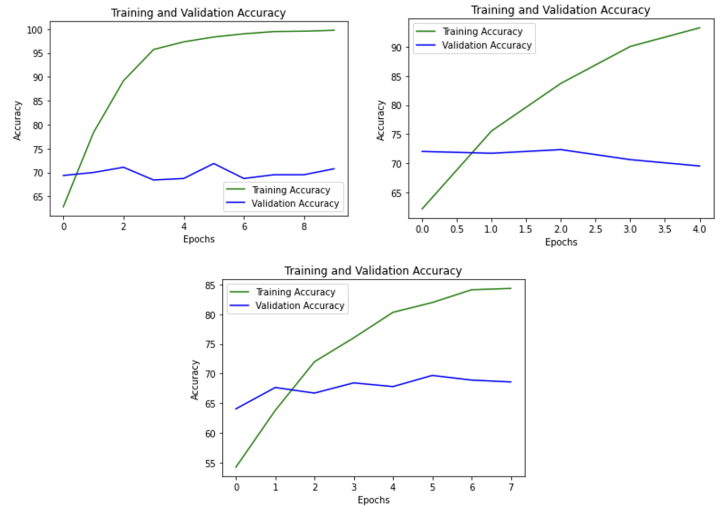 Training and Validation Accuracy
100
95
90
85
80
75
70
65
Accuracy
Training Accuracy
Validation Accuracy
0 2 4 6 8
Epochs
Training and Validation Accuracy
Training Accuracy
Validation Accuracy
90
85
80
75
70
65
Accuracy
0.0 0.5 1.0 1.5 2.0 2.5 3.0 3.5 4.0
Epochs
Training and Validation Accuracy
Training Accuracy
Validation Accuracy
85
80
75
70
65
60
55
Accuracy
0 1 2 3 4 5 6 7
Epochs